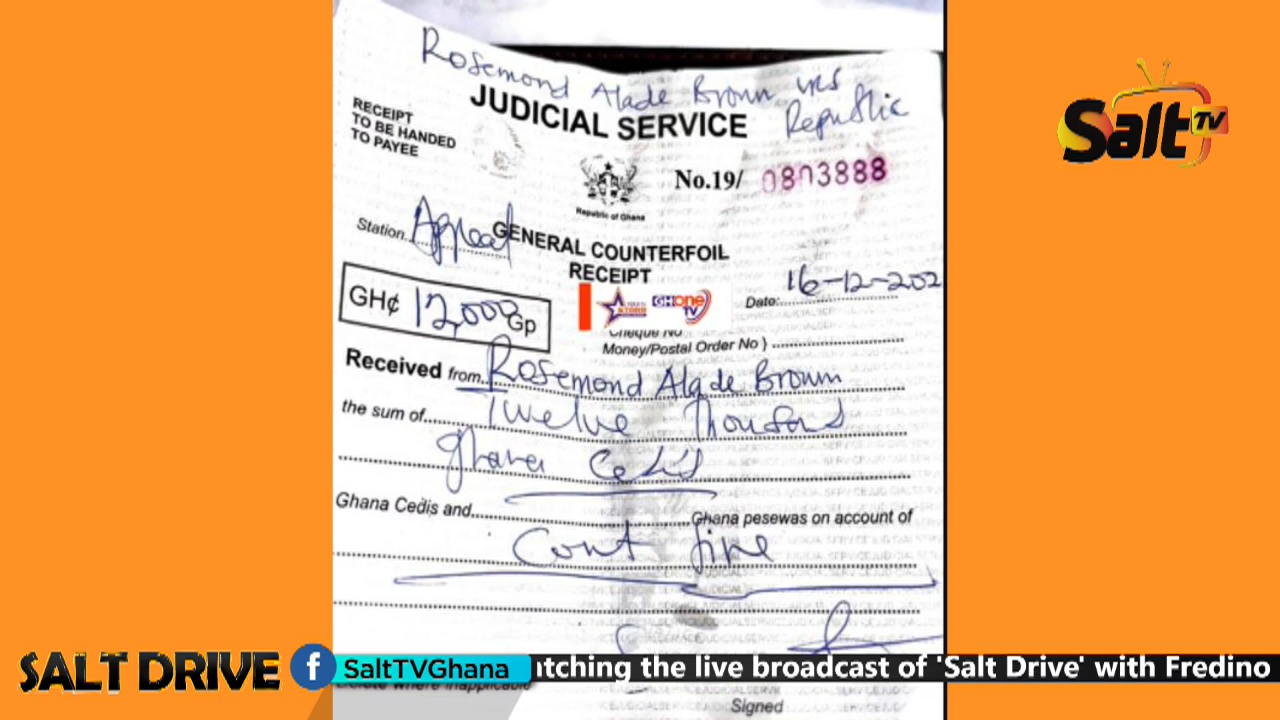 Rosemond Alade Brown vrs
Republic
RECEIPT
TO BE HANDED
TO PAYEE
JUDICIAL SERVICE
No.19/ 0803888
Republic of Ghana
Station Appeal
GENERAL COUNTERFOIL
RECEIPT
GH¢ 12,000 Gp
GHOne
TV
Date: 16-12-202
Cheque No
Money/Postal Order No }
Received from Rosemond Alade Brown
the sum of Twelve Thousand
Ghana Cedis
Ghana Cedis and Ghana pesewas on account of
Court fine
Signed
Salt TV
SALT DRIVE
f SaltTVGhana
tching the live broadcast of 'Salt Drive' with Fredino